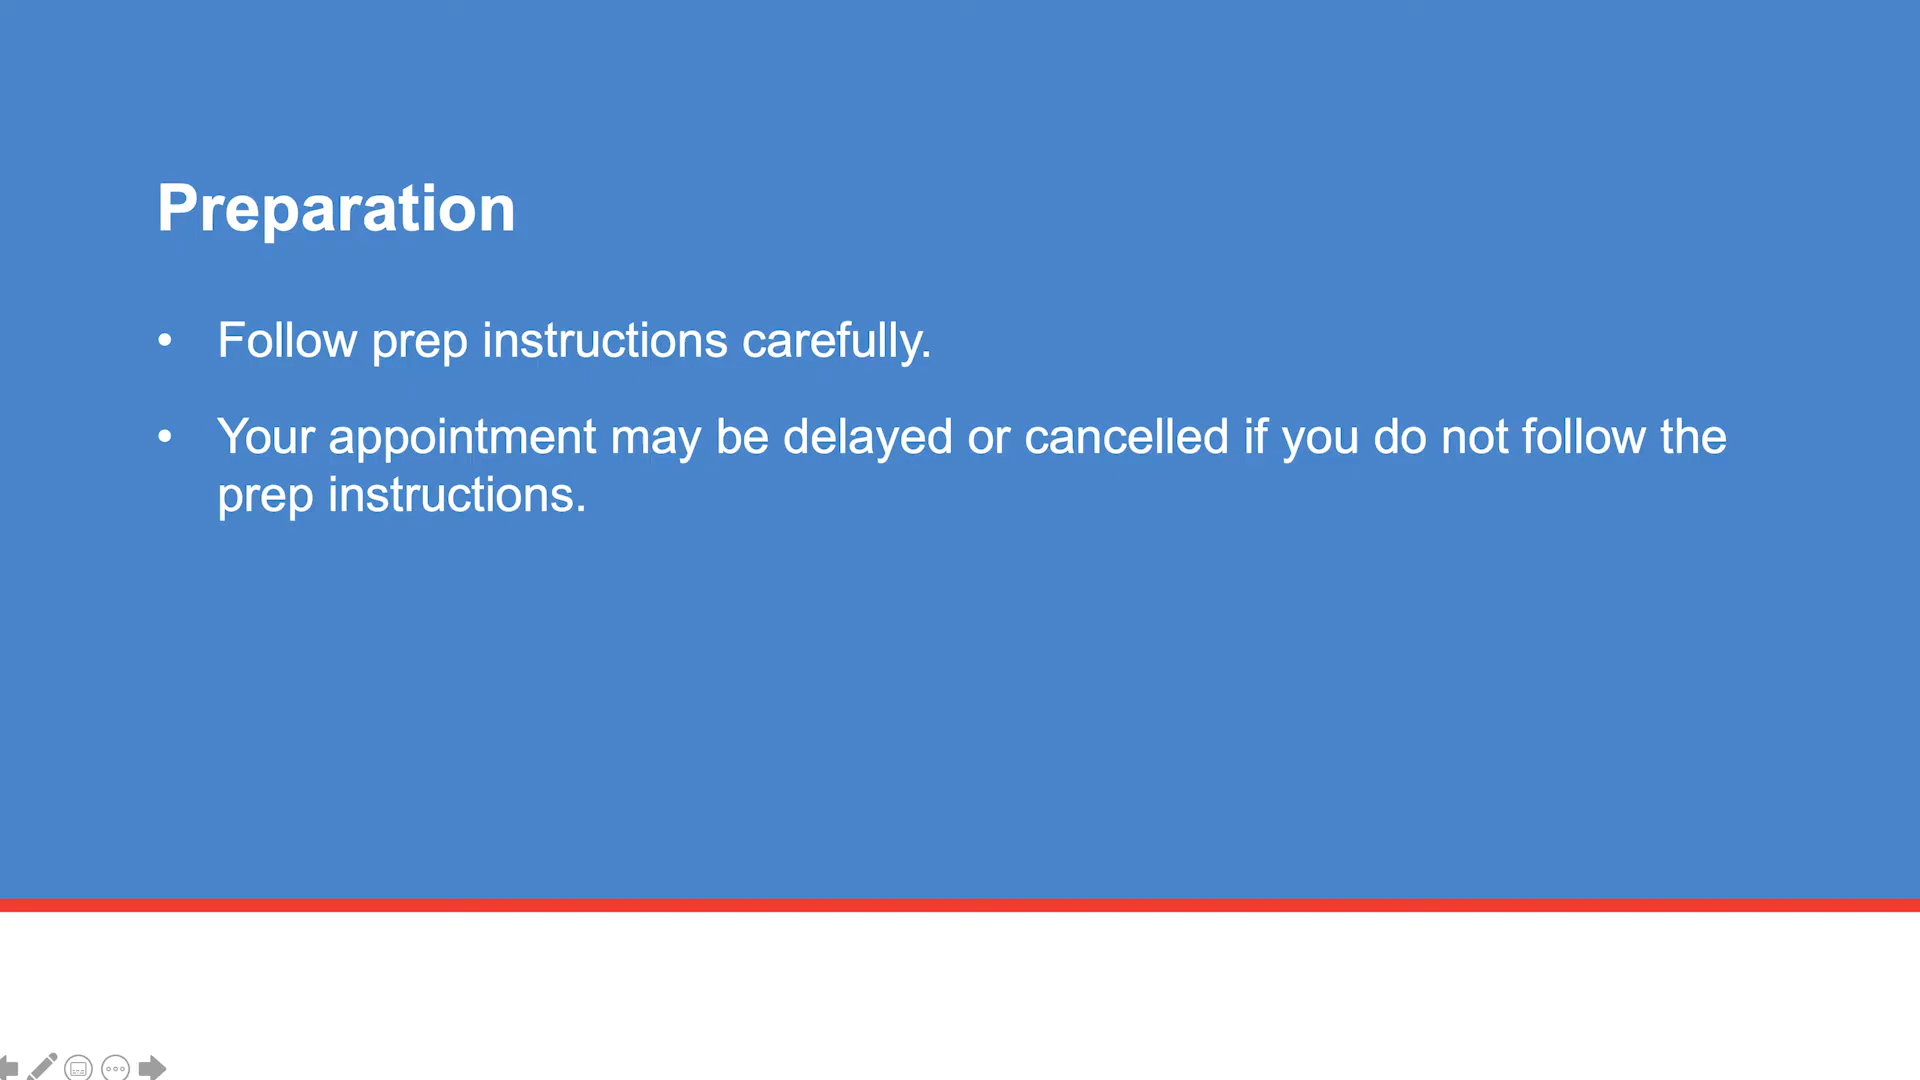 Preparation
• Follow prep instructions carefully.
• Your appointment may be delayed or cancelled if you do not follow the
prep instructions.